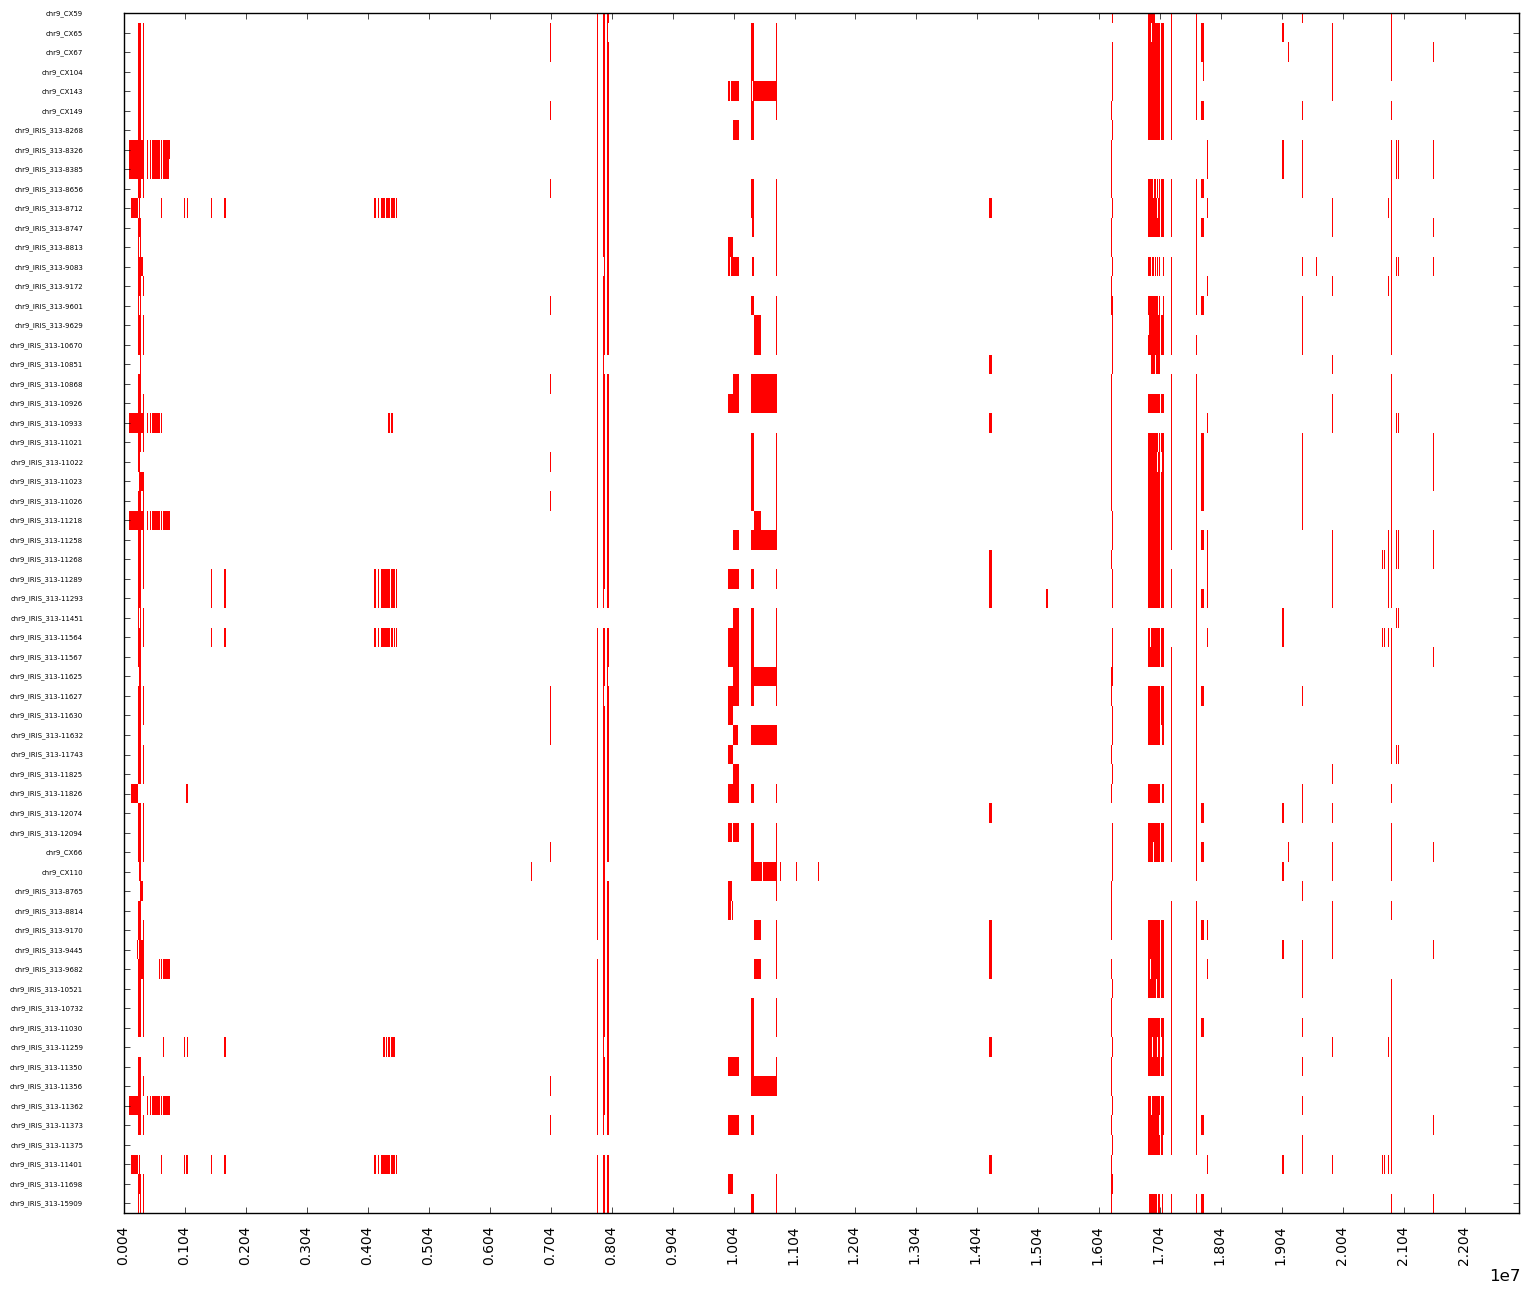 chr9_CX59
chr9_CX65
chr9_CX67
chr9_CX104
chr9_CX143
chr9_CX149
chr9_IRIS_313-8268
chr9_IRIS_313-8326
chr9_IRIS_313-8385
chr9_IRIS_313-8656
chr9_IRIS_313-8712
chr9_IRIS_313-8747
chr9_IRIS_313-8813
chr9_IRIS_313-9083
chr9_IRIS_313-9172
chr9_IRIS_313-9601
chr9_IRIS_313-9629
chr9_IRIS_313-10670
chr9_IRIS_313-10851
chr9_IRIS_313-10868
chr9_IRIS_313-10926
chr9_IRIS_313-10933
chr9_IRIS_313-11021
chr9_IRIS_313-11022
chr9_IRIS_313-11023
chr9_IRIS_313-11026
chr9_IRIS_313-11218
chr9_IRIS_313-11258
chr9_IRIS_313-11268
chr9_IRIS_313-11289
chr9_IRIS_313-11293
chr9_IRIS_313-11451
chr9_IRIS_313-11564
chr9_IRIS_313-11567
chr9_IRIS_313-11625
chr9_IRIS_313-11627
chr9_IRIS_313-11630
chr9_IRIS_313-11632
chr9_IRIS_313-11743
chr9_IRIS_313-11825
chr9_IRIS_313-11826
chr9_IRIS_313-12074
chr9_IRIS_313-12094
chr9_CX66
chr9_CX110
chr9_IRIS_313-8765
chr9_IRIS_313-8814
chr9_IRIS_313-9170
chr9_IRIS_313-9445
chr9_IRIS_313-9682
chr9_IRIS_313-10521
chr9_IRIS_313-10732
chr9_IRIS_313-11030
chr9_IRIS_313-11259
chr9_IRIS_313-11350
chr9_IRIS_313-11356
chr9_IRIS_313-11362
chr9_IRIS_313-11373
chr9_IRIS_313-11375
chr9_IRIS_313-11401
chr9_IRIS_313-11698
chr9_IRIS_313-15909
0.004 0.104 0.204 0.304 0.404 0.504 0.604 0.704 0.804 0.904 1.004 1.104 1.204 1.304 1.404 1.504 1.604 1.704 1.804 1.904 2.004 2.104 2.204
1e7